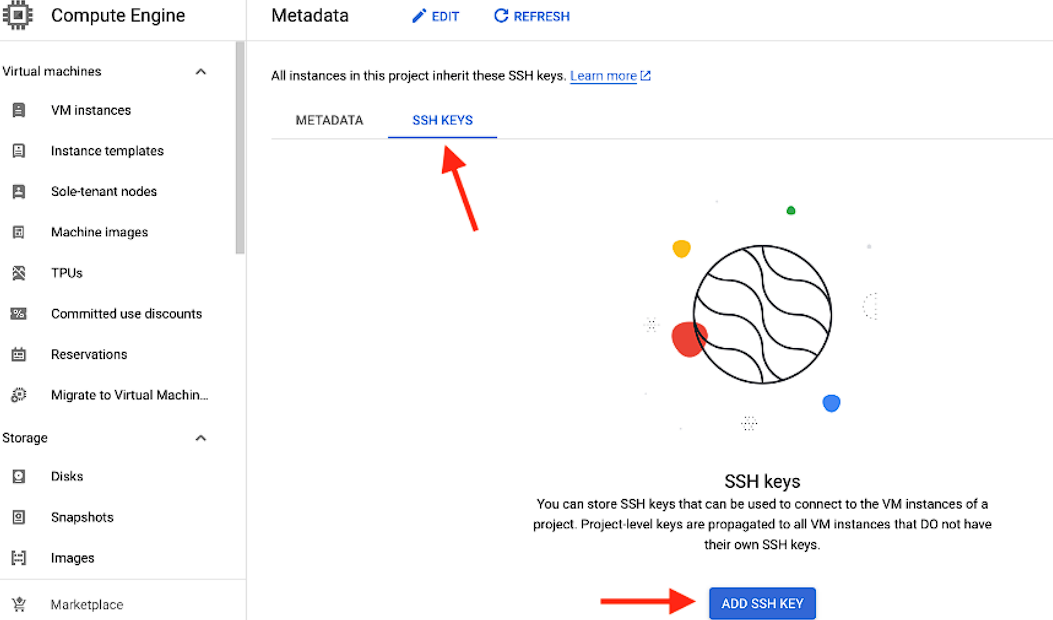 Compute Engine
Metadata
EDIT
REFRESH
Virtual machines
VM instances
Instance templates
Sole-tenant nodes
Machine images
TPUs
Committed use discounts
Reservations
Migrate to Virtual Machin...
Storage
Disks
Snapshots
Images
Marketplace
All instances in this project inherit these SSH keys. Learn more
METADATA
SSH KEYS
SSH keys
You can store SSH keys that can be used to connect to the VM instances of a
project. Project-level keys are propagated to all VM instances that DO not have
their own SSH keys.
ADD SSH KEY